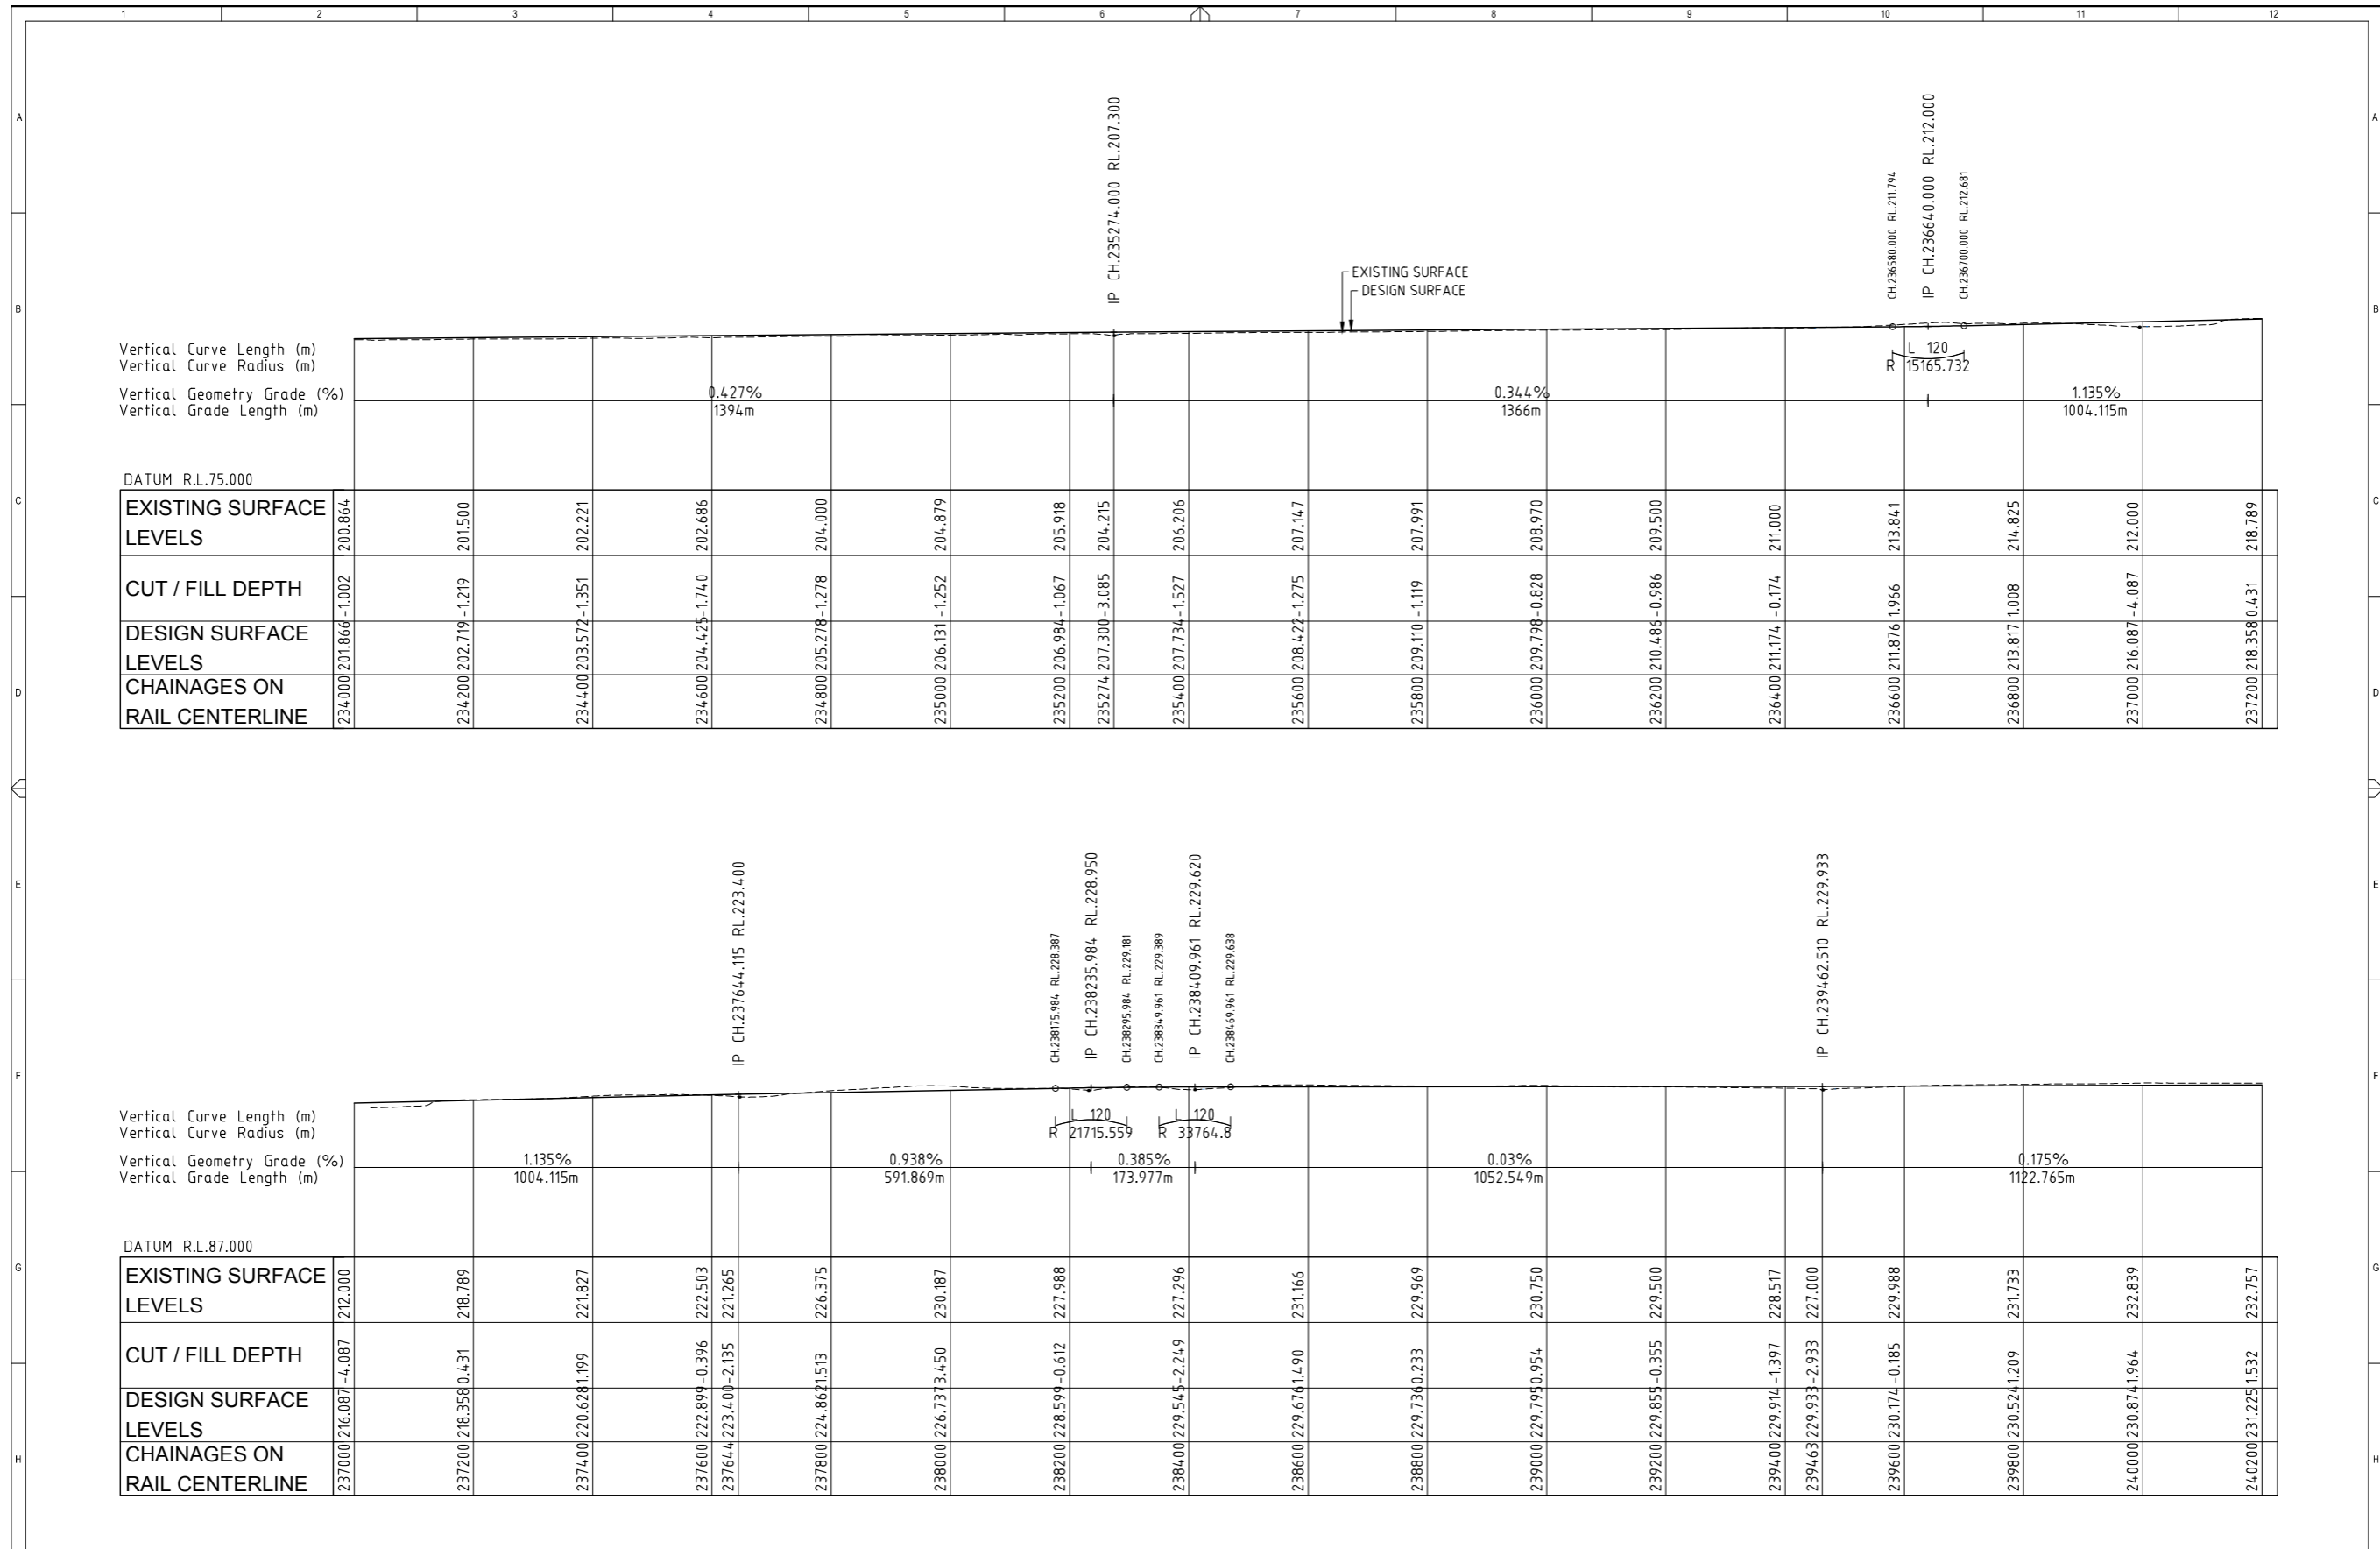 1 2 3 4 5 6 7 8 9 10 11 12
A A
B B
C C
D D
E E
F F
G G
H H
IP CH.235274.000 RL.207.300
CH.236580.000 RL.211.794
IP CH.236640.000 RL.212.000
CH.236700.000 RL.212.681
EXISTING SURFACE
DESIGN SURFACE
Vertical Curve Length (m) L 120
Vertical Curve Radius (m) R 15165.732
Vertical Geometry Grade (%) 0.427% 0.344% 1.135%
Vertical Grade Length (m) 1394m 1366m 1004.115m
DATUM R.L.75.000
EXISTING SURFACE
LEVELS
200.864 201.500 202.221 202.686 204.000 204.879 205.918 204.215 206.206 207.147 207.991 208.970 209.500 211.000 213.841 214.825 212.000 218.789
CUT / FILL DEPTH
-1.002 -1.219 -1.351 -1.740 -1.278 -1.252 -1.067 -3.085 -1.527 -1.275 -1.119 -0.828 -0.986 -0.174 1.966 1.008 -4.087 0.431
DESIGN SURFACE
LEVELS
201.866 202.719 203.572 204.425 205.278 206.131 206.984 207.300 207.734 208.422 209.110 209.798 210.486 211.174 211.876 213.817 216.087 218.358
CHAINAGES ON
RAIL CENTERLINE
234000 234200 234400 234600 234800 235000 235200 235274 235400 235600 235800 236000 236200 236400 236600 236800 237000 237200
IP CH.237644.115 RL.223.400
CH.238175.984 RL.228.387
IP CH.238235.984 RL.228.950
CH.238295.984 RL.229.181
CH.238349.961 RL.229.389
IP CH.238409.961 RL.229.620
CH.238469.961 RL.229.638
IP CH.239462.510 RL.229.933
Vertical Curve Length (m) L 120 L 120
Vertical Curve Radius (m) R 21715.559 R 33764.8
Vertical Geometry Grade (%) 1.135% 0.938% 0.385% 0.03% 0.175%
Vertical Grade Length (m) 1004.115m 591.869m 173.977m 1052.549m 1122.765m
DATUM R.L.87.000
EXISTING SURFACE
LEVELS
212.000 218.789 221.827 222.503 221.265 226.375 230.187 227.988 227.296 231.166 229.969 230.750 229.500 228.517 227.000 229.988 231.733 232.839 232.757
CUT / FILL DEPTH
-4.087 0.431 1.199 -0.396 -2.135 1.513 3.450 -0.612 -2.249 1.490 0.233 0.954 -0.355 -1.397 -2.933 -0.185 1.209 1.964 1.532
DESIGN SURFACE
LEVELS
216.087 218.358 220.628 222.899 223.400 224.862 226.737 228.599 229.545 229.676 229.736 229.795 229.855 229.914 229.933 230.174 230.524 230.874 231.225
CHAINAGES ON
RAIL CENTERLINE
237000 237200 237400 237600 237644 237800 238000 238200 238400 238600 238800 239000 239200 239400 239463 239600 239800 240000 240200